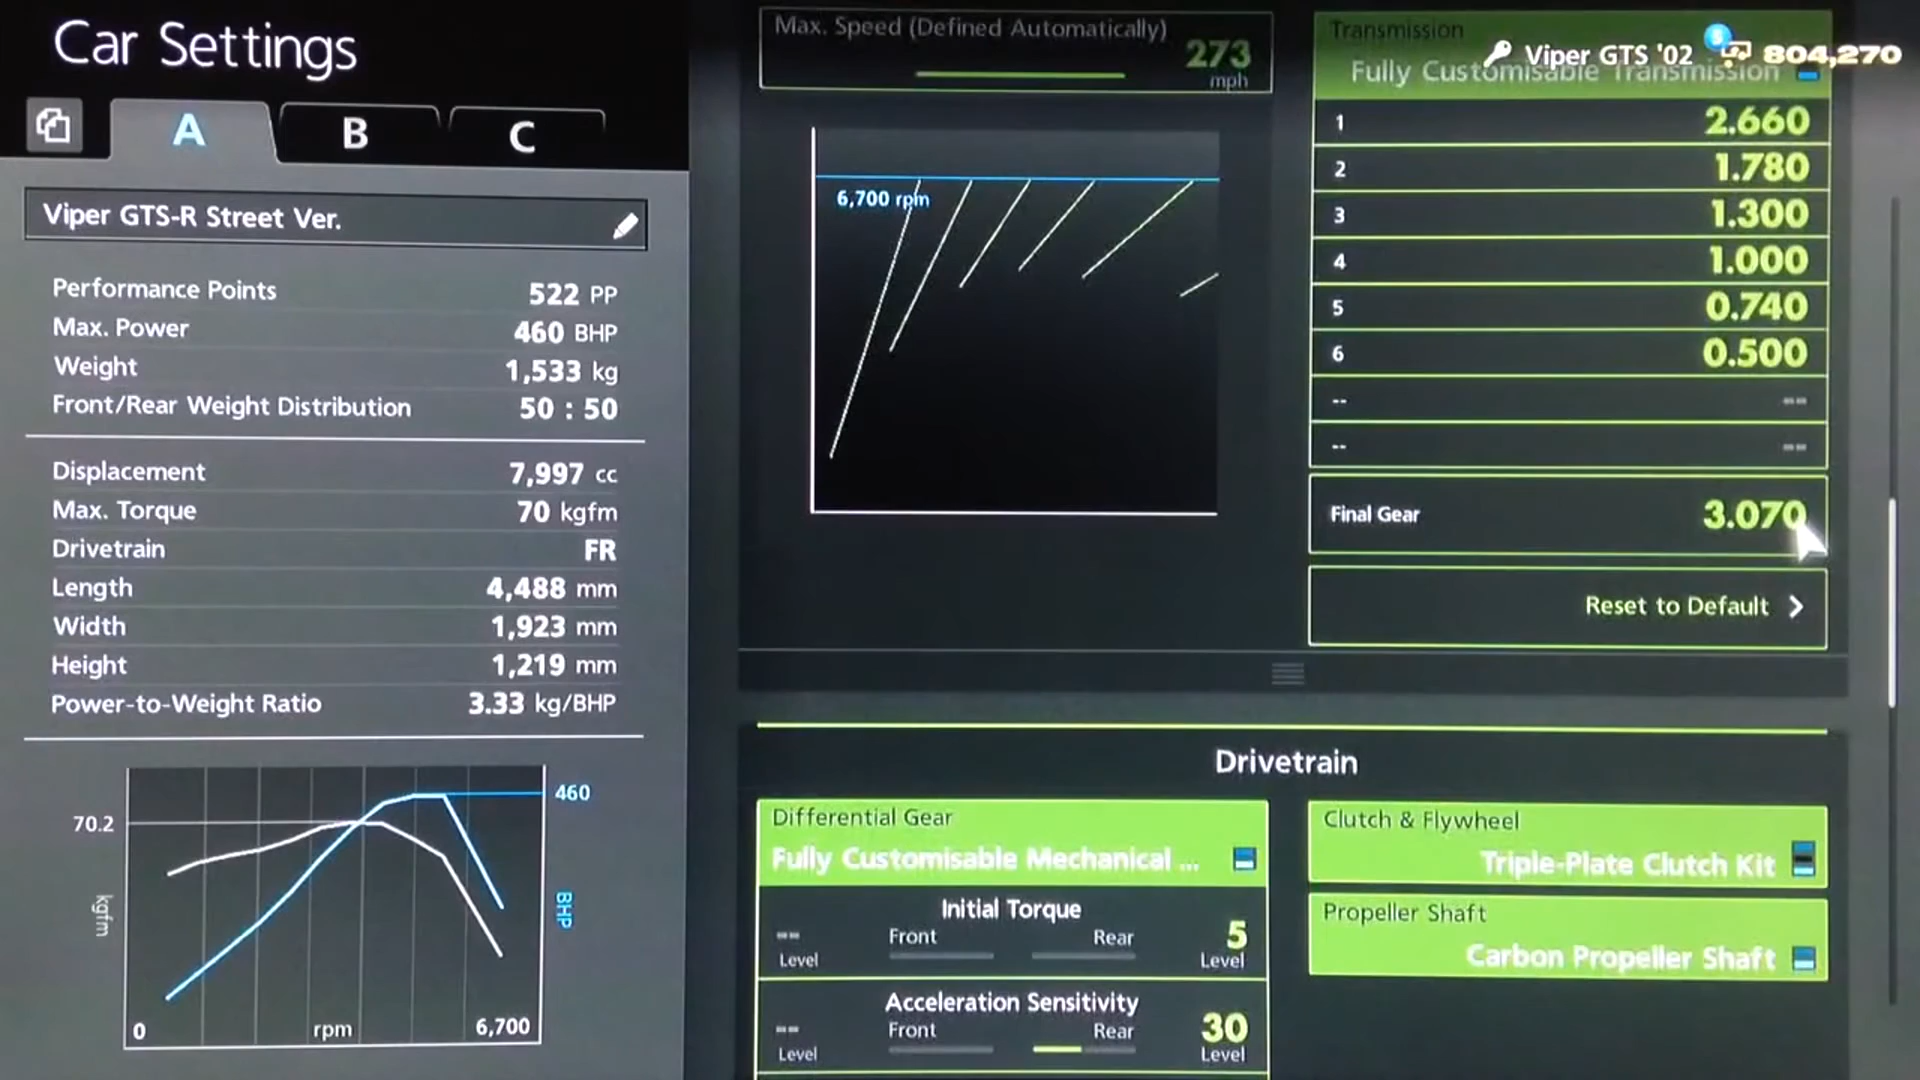 Car Settings
A
B
C
Viper GTS-R Street Ver.
Performance Points 522 PP
Max. Power 460 BHP
Weight 1,533 kg
Front/Rear Weight Distribution 50 : 50
Displacement 7,997 cc
Max. Torque 70 kgfm
Drivetrain FR
Length 4,488 mm
Width 1,923 mm
Height 1,219 mm
Power-to-Weight Ratio 3.33 kg/BHP
460
70.2
kgfm
BHP
0 rpm 6,700
Max. Speed (Defined Automatically)
273
mph
6,700 rpm
Viper GTS '02 804,270
5
Transmission
Fully Customisable Transmission
1 2.660
2 1.780
3 1.300
4 1.000
5 0.740
6 0.500
-- --
-- --
Final Gear 3.070
Reset to Default
Drivetrain
Differential Gear
Fully Customisable Mechanical ...
Initial Torque
-- Front Rear 5
Level Level
Acceleration Sensitivity
-- Front Rear 30
Level Level
Clutch & Flywheel
Triple-Plate Clutch Kit
Propeller Shaft
Carbon Propeller Shaft